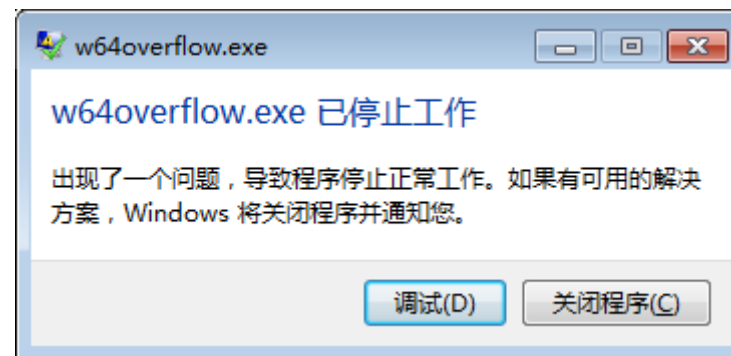 w64overflow.exe
w64overflow.exe 已停止工作
出现了一个问题，导致程序停止正常工作。如果有可用的解决
方案，Windows 将关闭程序并通知您。
调试(D) 关闭程序(C)